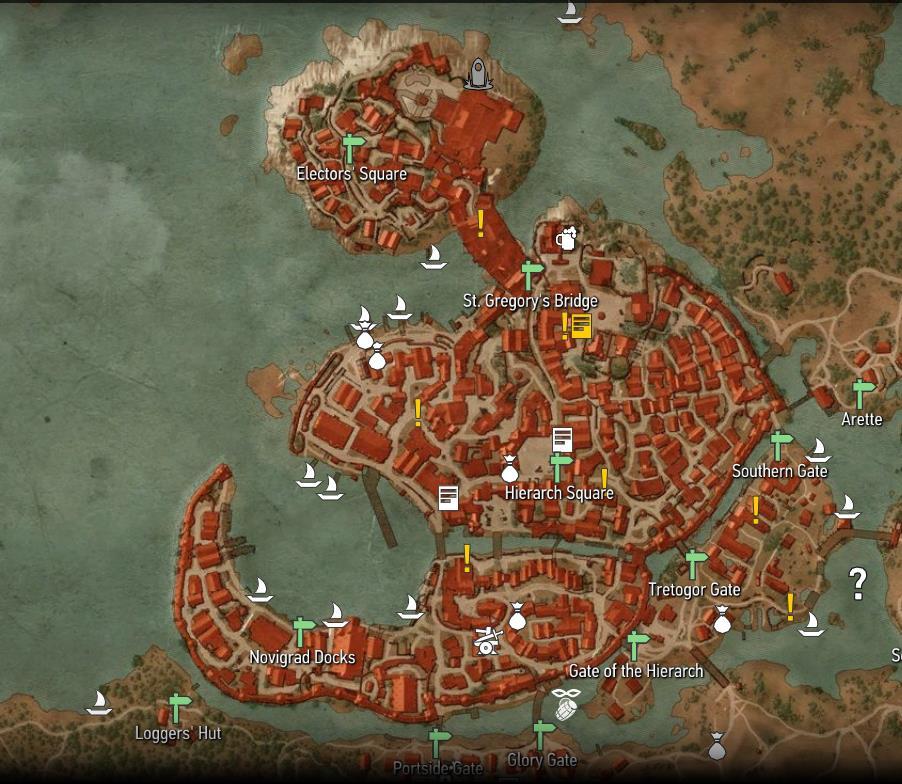 Electors' Square
St. Gregory's Bridge
Arette
Southern Gate
Hierarch Square
Tretogor Gate
Novigrad Docks
Gate of the Hierarch
Loggers' Hut
Glory Gate
Portside Gate